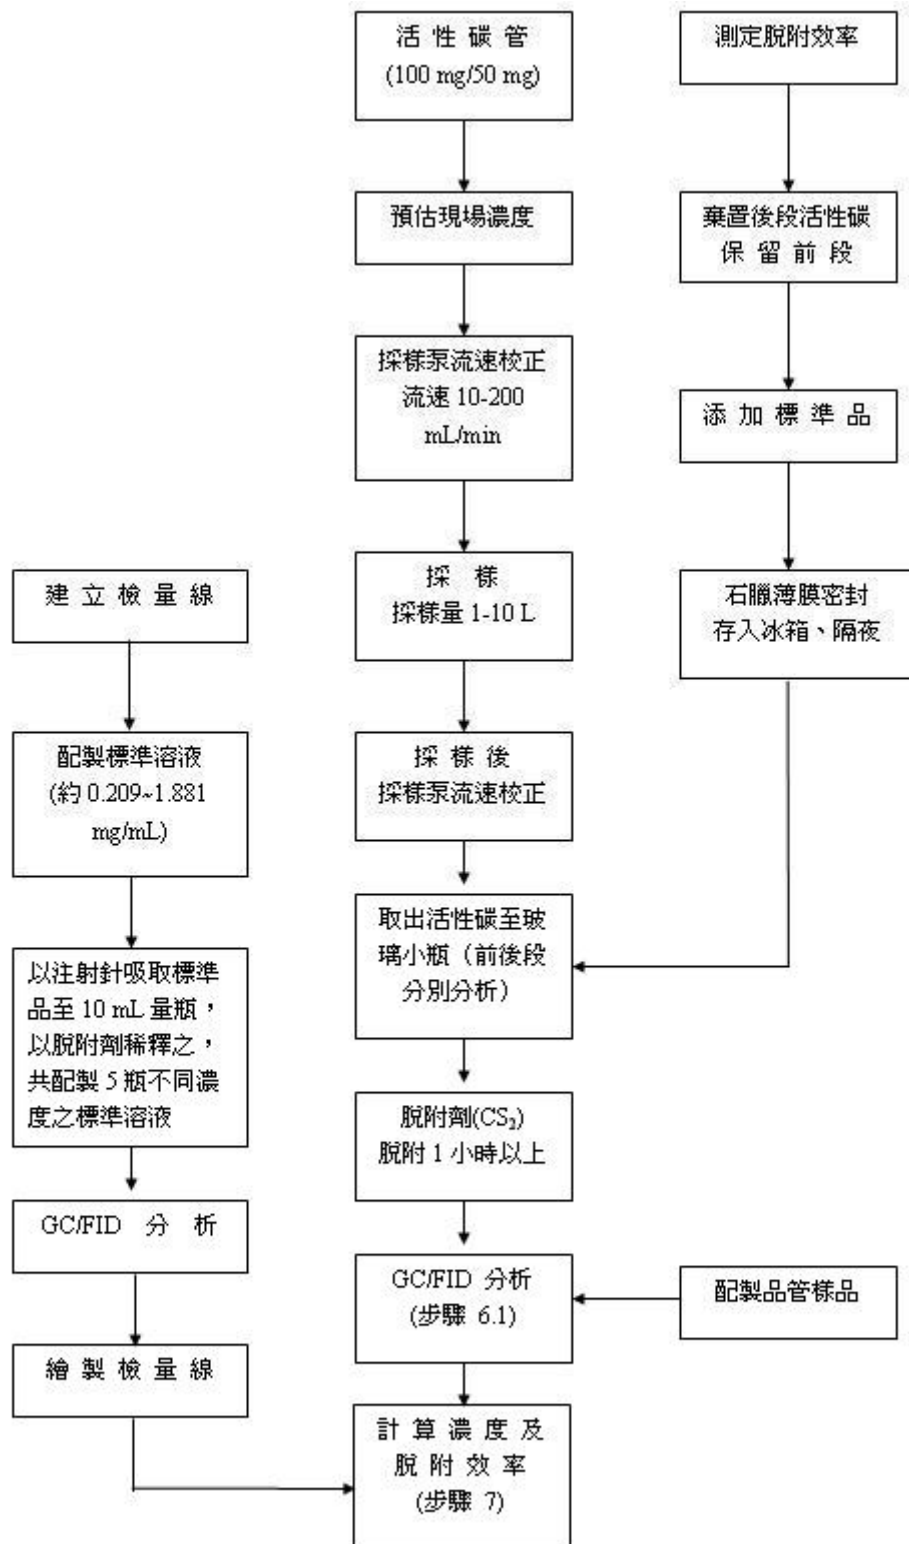 活 性 碳 管
(100 mg/50 mg)
預估現場濃度
採樣泵流速校正
流速 10-200
mL/min
採 樣
採樣量 1-10 L
採 樣 後
採樣泵流速校正
取出活性碳至玻
璃小瓶（前後段
分別分析）
脫附劑(CS₂)
脫附 1 小時以上
GC/FID 分析
(步驟 6.1)
計 算 濃 度 及
脫 附 效 率
(步驟 7)
測定脫附效率
棄置後段活性碳
保 留 前 段
添 加 標 準 品
石臘薄膜密封
存入冰箱、隔夜
配製品管樣品
建 立 檢 量 線
配製標準溶液
(約 0.209~1.881
mg/mL)
以注射針吸取標準
品至 10 mL 量瓶，
以脫附劑稀釋之，
共配製 5 瓶不同濃
度之標準溶液
GC/FID 分 析
繪 製 檢 量 線